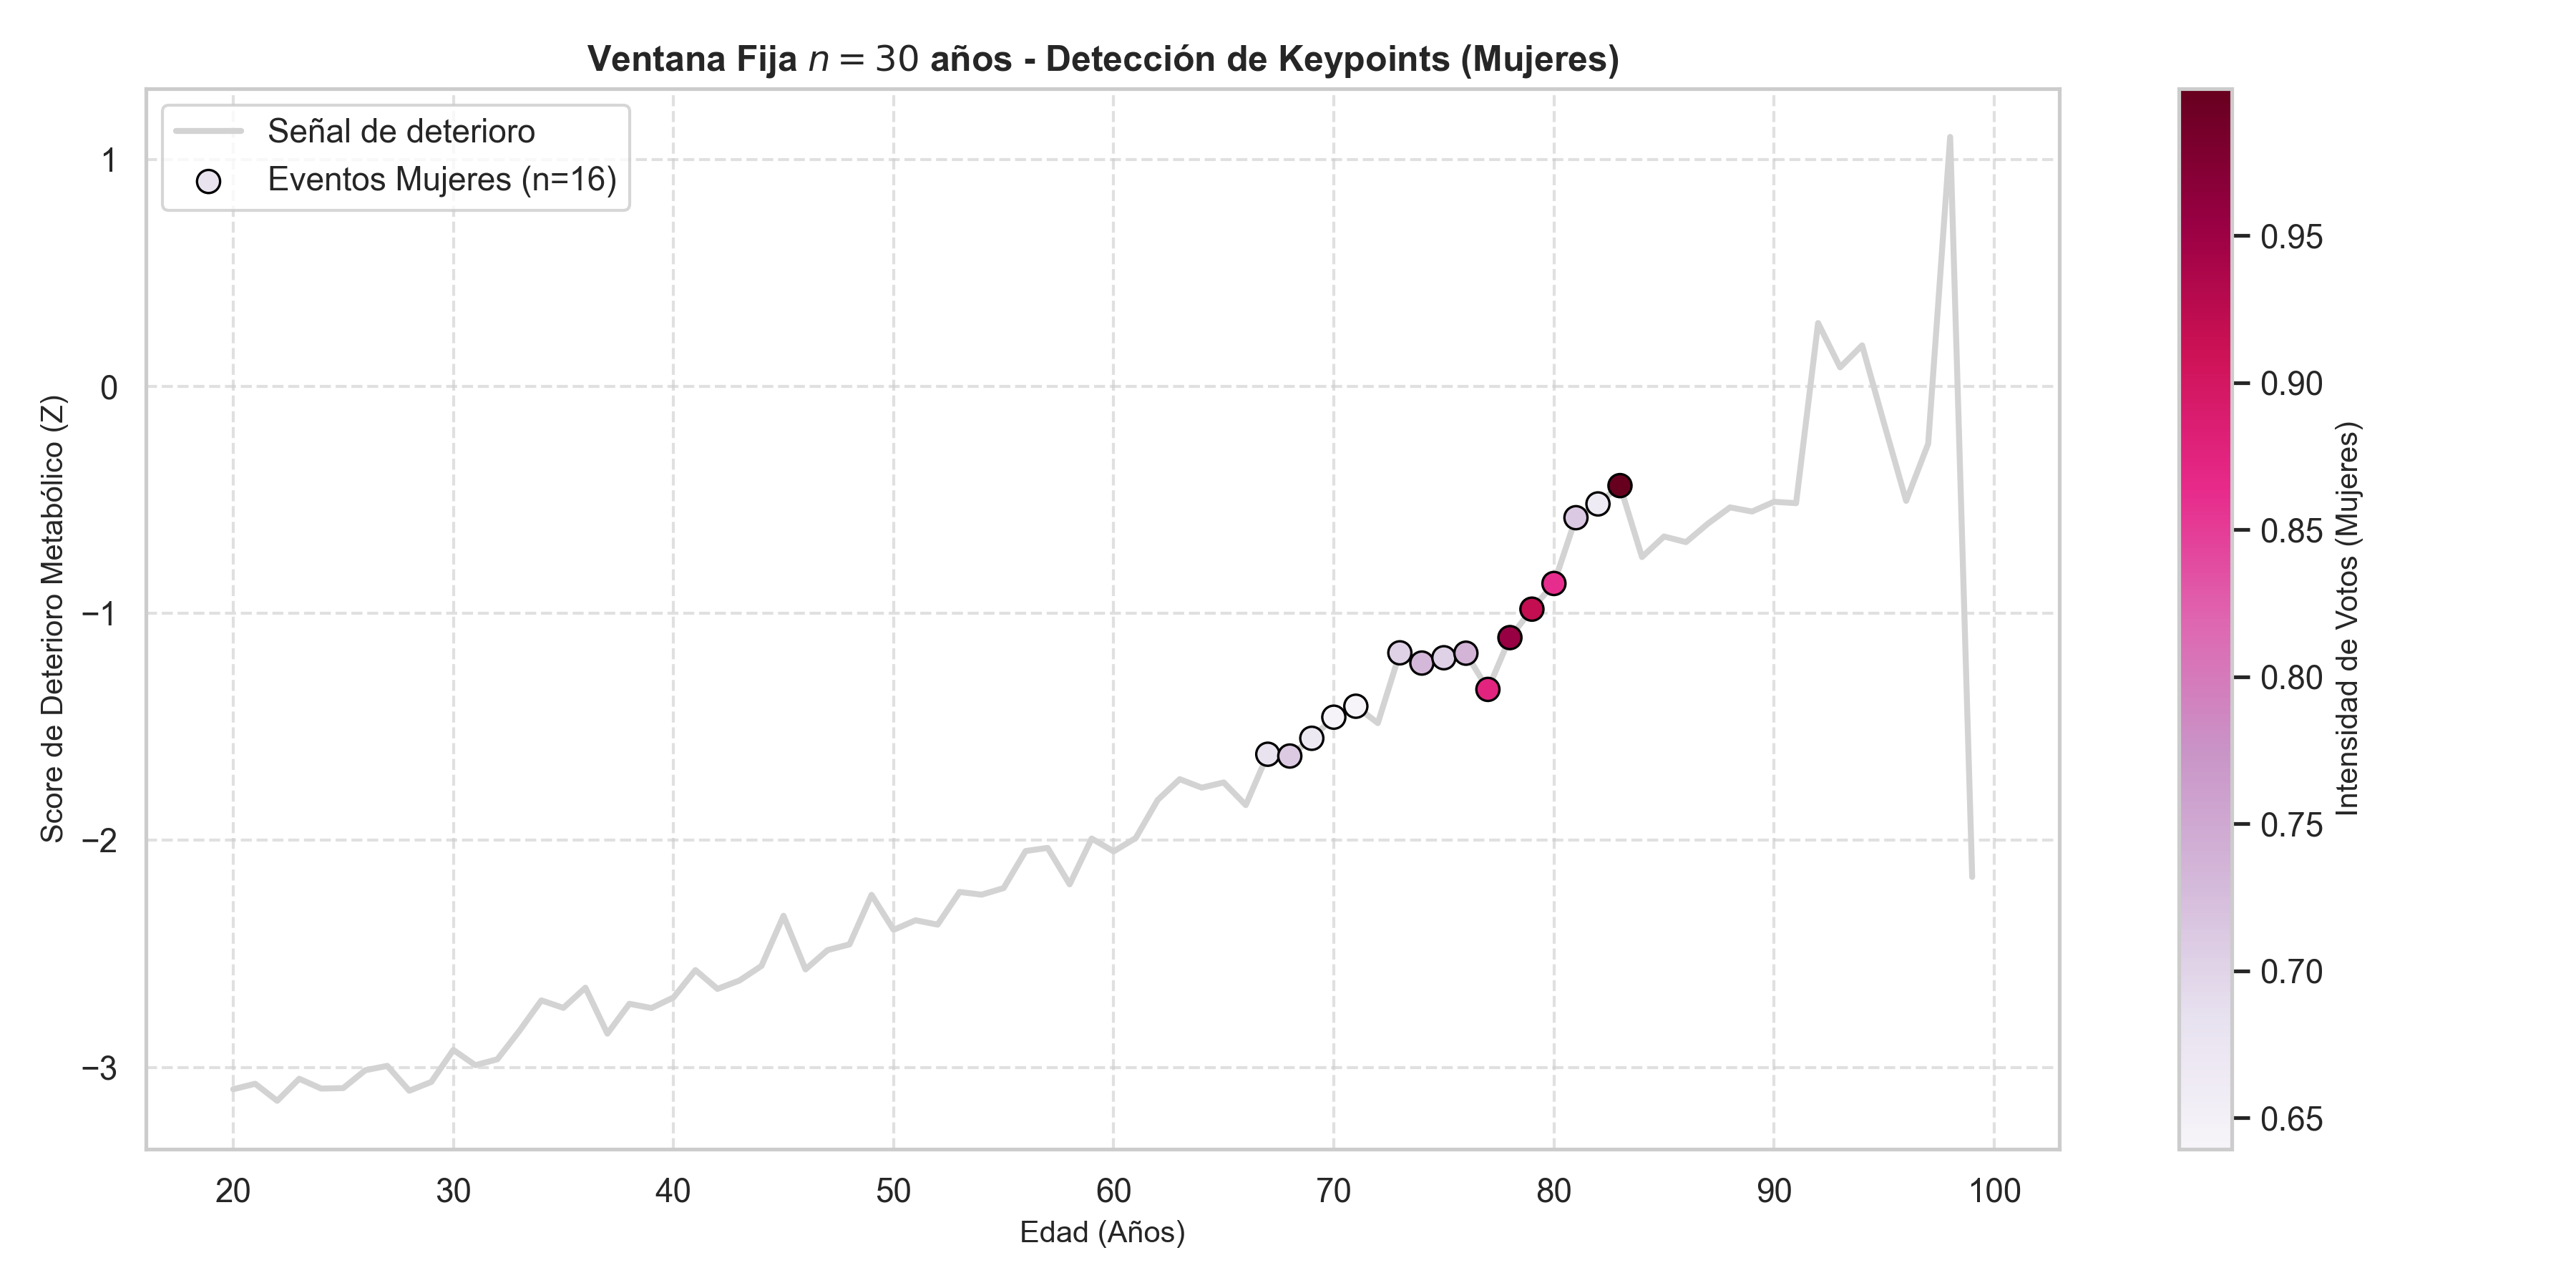 Ventana Fija n = 30 años - Detección de Keypoints (Mujeres)
Señal de deterioro
Eventos Mujeres (n=16)
Score de Deterioro Metabólico (Z)
1
0
−1
−2
−3
20 30 40 50 60 70 80 90 100
Edad (Años)
0.95
0.90
0.85
0.80
0.75
0.70
0.65
Intensidad de Votos (Mujeres)